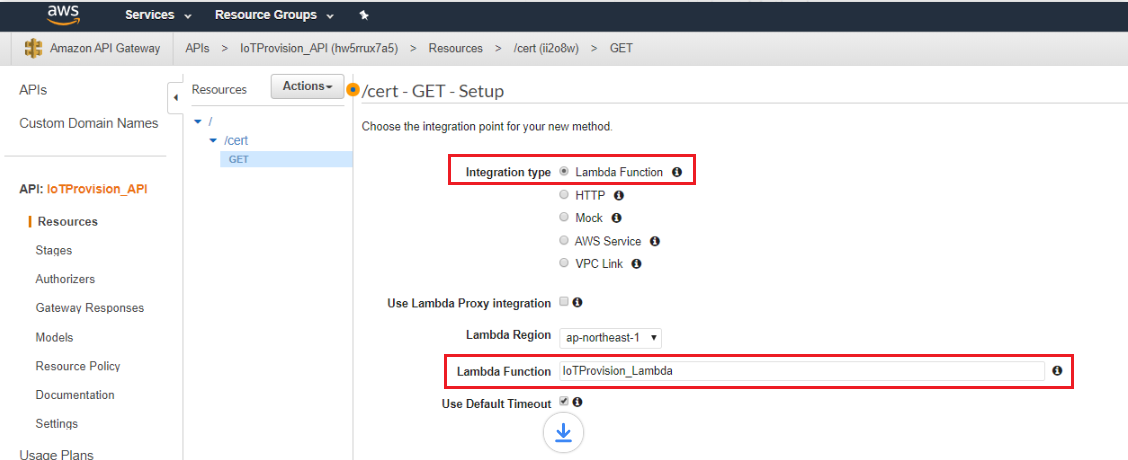 aws Services Resource Groups
Amazon API Gateway APIs > IoTProvision_API (hw5rrux7a5) > Resources > /cert (ii2o8w) > GET
APIs
Custom Domain Names
API: IoTProvision_API
Resources
Stages
Authorizers
Gateway Responses
Models
Resource Policy
Documentation
Settings
Usage Plans
Resources Actions
/
/cert
GET
/cert - GET - Setup
Choose the integration point for your new method.
Integration type Lambda Function
HTTP
Mock
AWS Service
VPC Link
Use Lambda Proxy integration
Lambda Region ap-northeast-1
Lambda Function IoTProvision_Lambda
Use Default Timeout